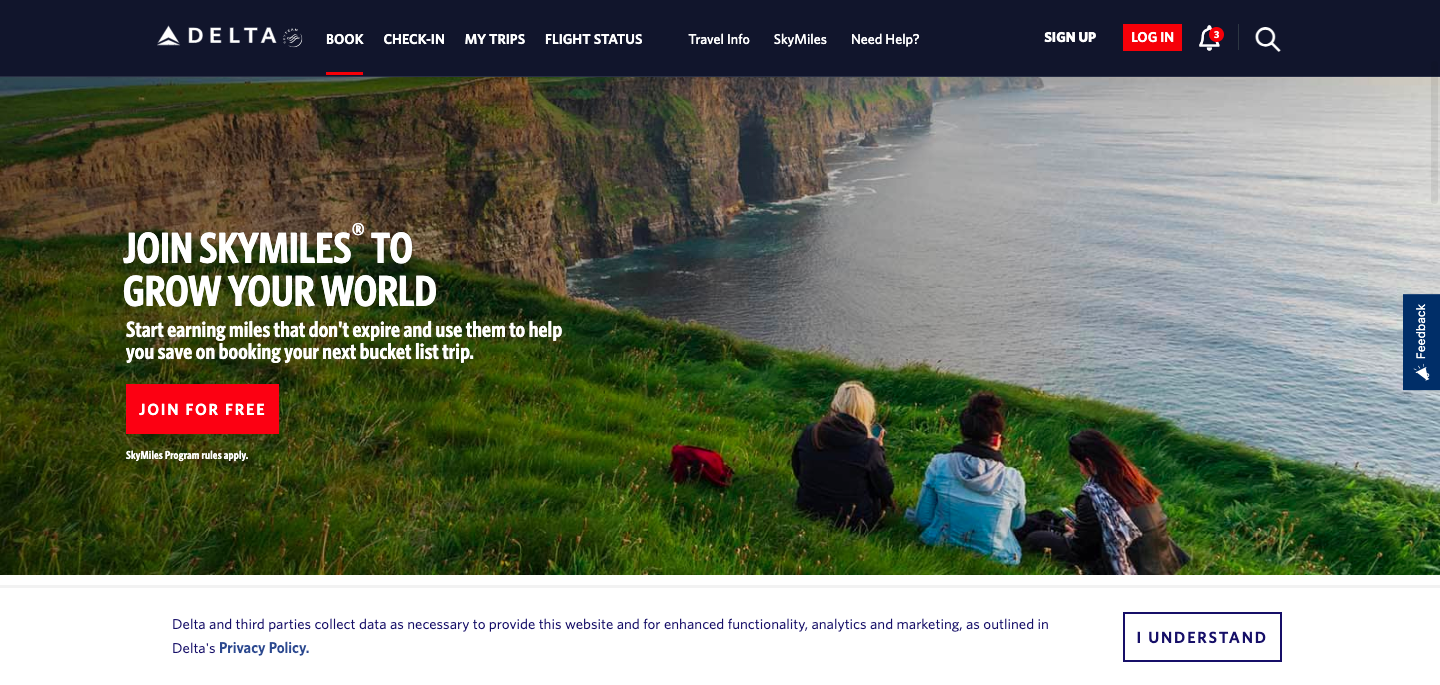 DELTA
BOOK CHECK-IN MY TRIPS FLIGHT STATUS Travel Info SkyMiles Need Help? SIGN UP LOG IN 3
JOIN SKYMILES® TO
GROW YOUR WORLD
Start earning miles that don't expire and use them to help
you save on booking your next bucket list trip.
JOIN FOR FREE
SkyMiles Program rules apply.
Feedback
Delta and third parties collect data as necessary to provide this website and for enhanced functionality, analytics and marketing, as outlined in
Delta's Privacy Policy.
I UNDERSTAND